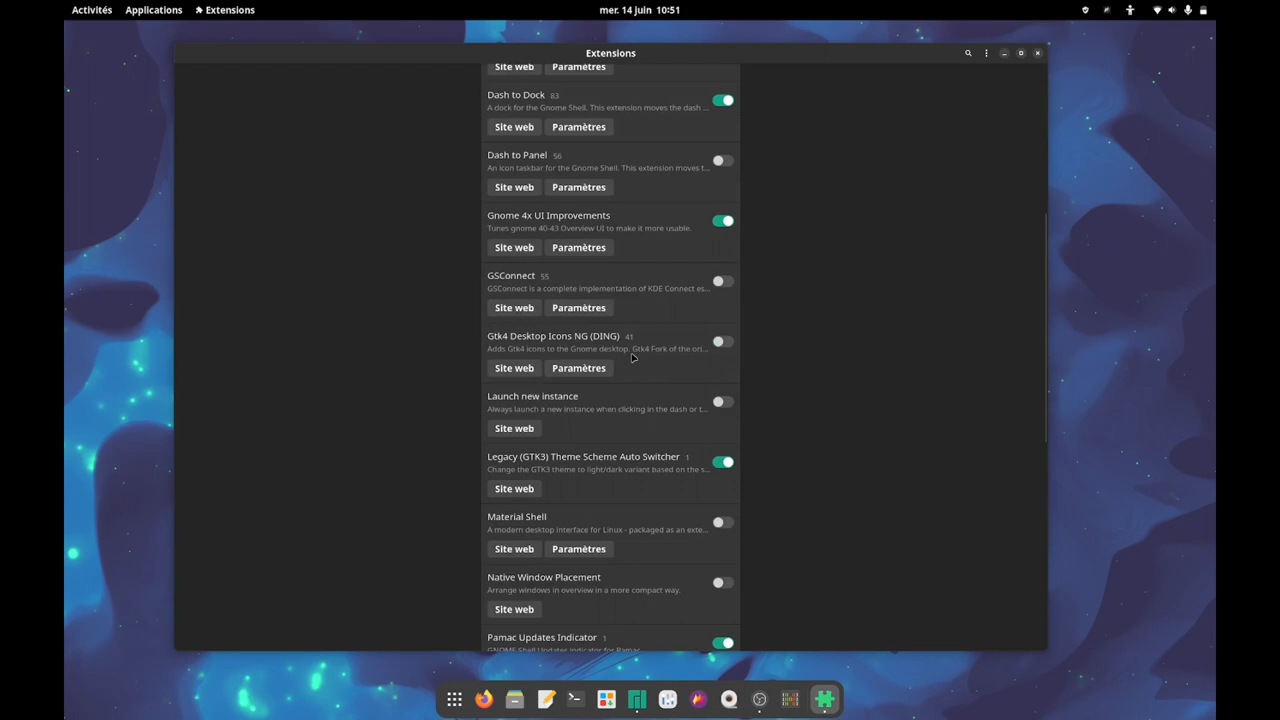 Activités Applications Extensions mer. 14 juin 10:51
Extensions
Site web Paramètres
Dash to Dock 83
A dock for the Gnome Shell. This extension moves the dash ...
Site web Paramètres
Dash to Panel 56
An icon taskbar for the Gnome Shell. This extension moves t...
Site web Paramètres
Gnome 4x UI Improvements
Tunes gnome 40-43 Overview UI to make it more usable.
Site web Paramètres
GSConnect 55
GSConnect is a complete implementation of KDE Connect es...
Site web Paramètres
Gtk4 Desktop Icons NG (DING) 41
Adds Gtk4 icons to the Gnome desktop. Gtk4 Fork of the ori...
Site web Paramètres
Launch new instance
Always launch a new instance when clicking in the dash or t...
Site web
Legacy (GTK3) Theme Scheme Auto Switcher 1
Change the GTK3 theme to light/dark variant based on the s...
Site web
Material Shell
A modern desktop interface for Linux - packaged as an exte...
Site web Paramètres
Native Window Placement
Arrange windows in overview in a more compact way.
Site web
Pamac Updates Indicator 1
GNOME Shell Updates indicator for Pamac